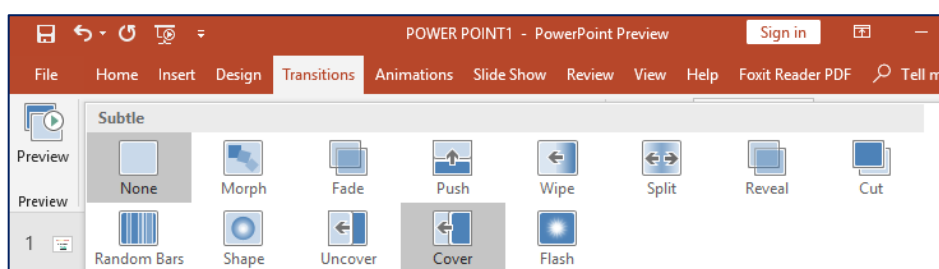 POWER POINT1 - PowerPoint Preview Sign in
File Home Insert Design Transitions Animations Slide Show Review View Help Foxit Reader PDF Tell
Subtle
Preview
None Morph Fade Push Wipe Split Reveal Cut
Preview
1
Random Bars Shape Uncover Cover Flash